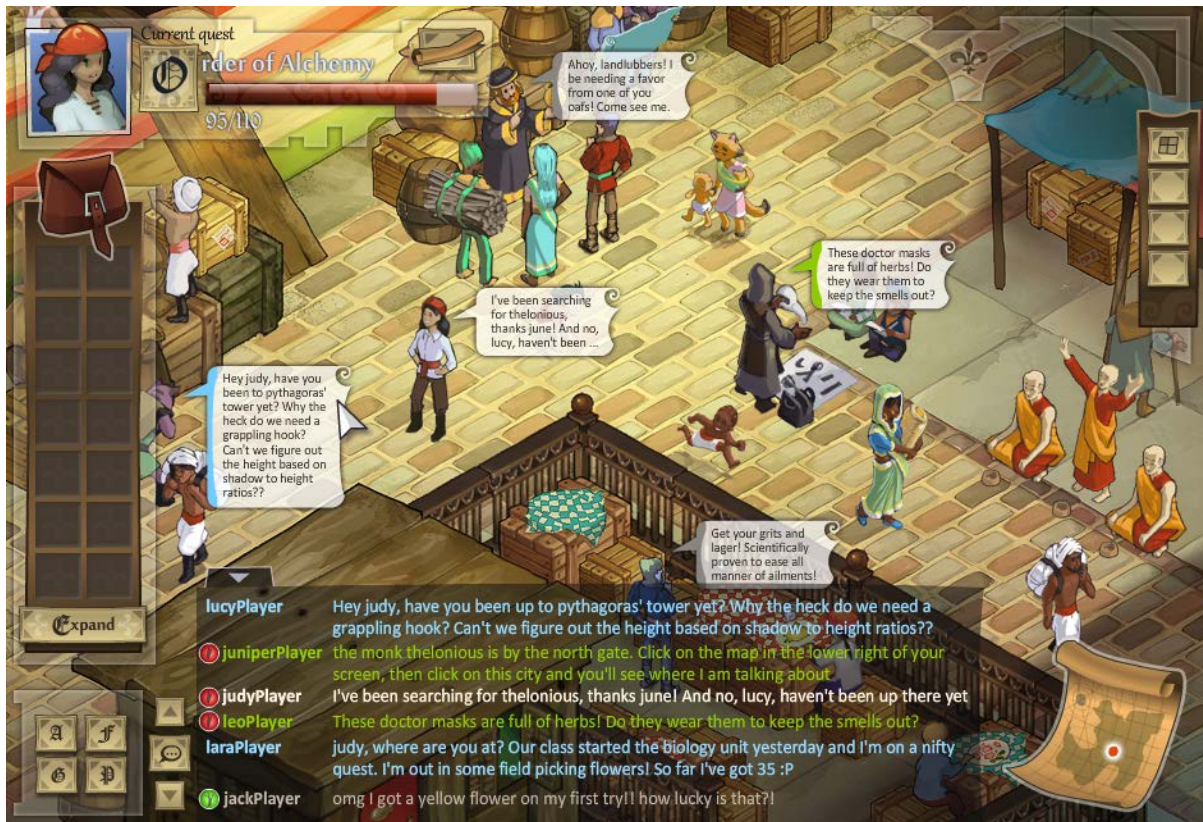 Current quest
Order of Alchemy
95/110
Ahoy, landlubbers! I
be needing a favor
from one of you
oafs! Come see me.
These doctor masks
are full of herbs! Do
they wear them to
keep the smells out?
I've been searching
for thelonious,
thanks june! And no,
lucy, haven't been ...
Hey judy, have you
been to pythagoras'
tower yet? Why the
heck do we need a
grappling hook?
Can't we figure out
the height based on
shadow to height
ratios??
Get your grits and
lager! Scientifically
proven to ease all
manner of ailments!
Expand
lucyPlayer Hey judy, have you been up to pythagoras' tower yet? Why the heck do we need a
grappling hook? Can't we figure out the height based on shadow to height ratios??
juniperPlayer the monk thelonious is by the north gate. Click on the map in the lower right of your
screen, then click on this city and you'll see where I am talking about
judyPlayer I've been searching for thelonious, thanks june! And no, lucy, haven't been up there yet
leoPlayer These doctor masks are full of herbs! Do they wear them to keep the smells out?
laraPlayer judy, where are you at? Our class started the biology unit yesterday and I'm on a nifty
quest. I'm out in some field picking flowers! So far I've got 35 :P
jackPlayer omg I got a yellow flower on my first try!! how lucky is that?!
A F
G P